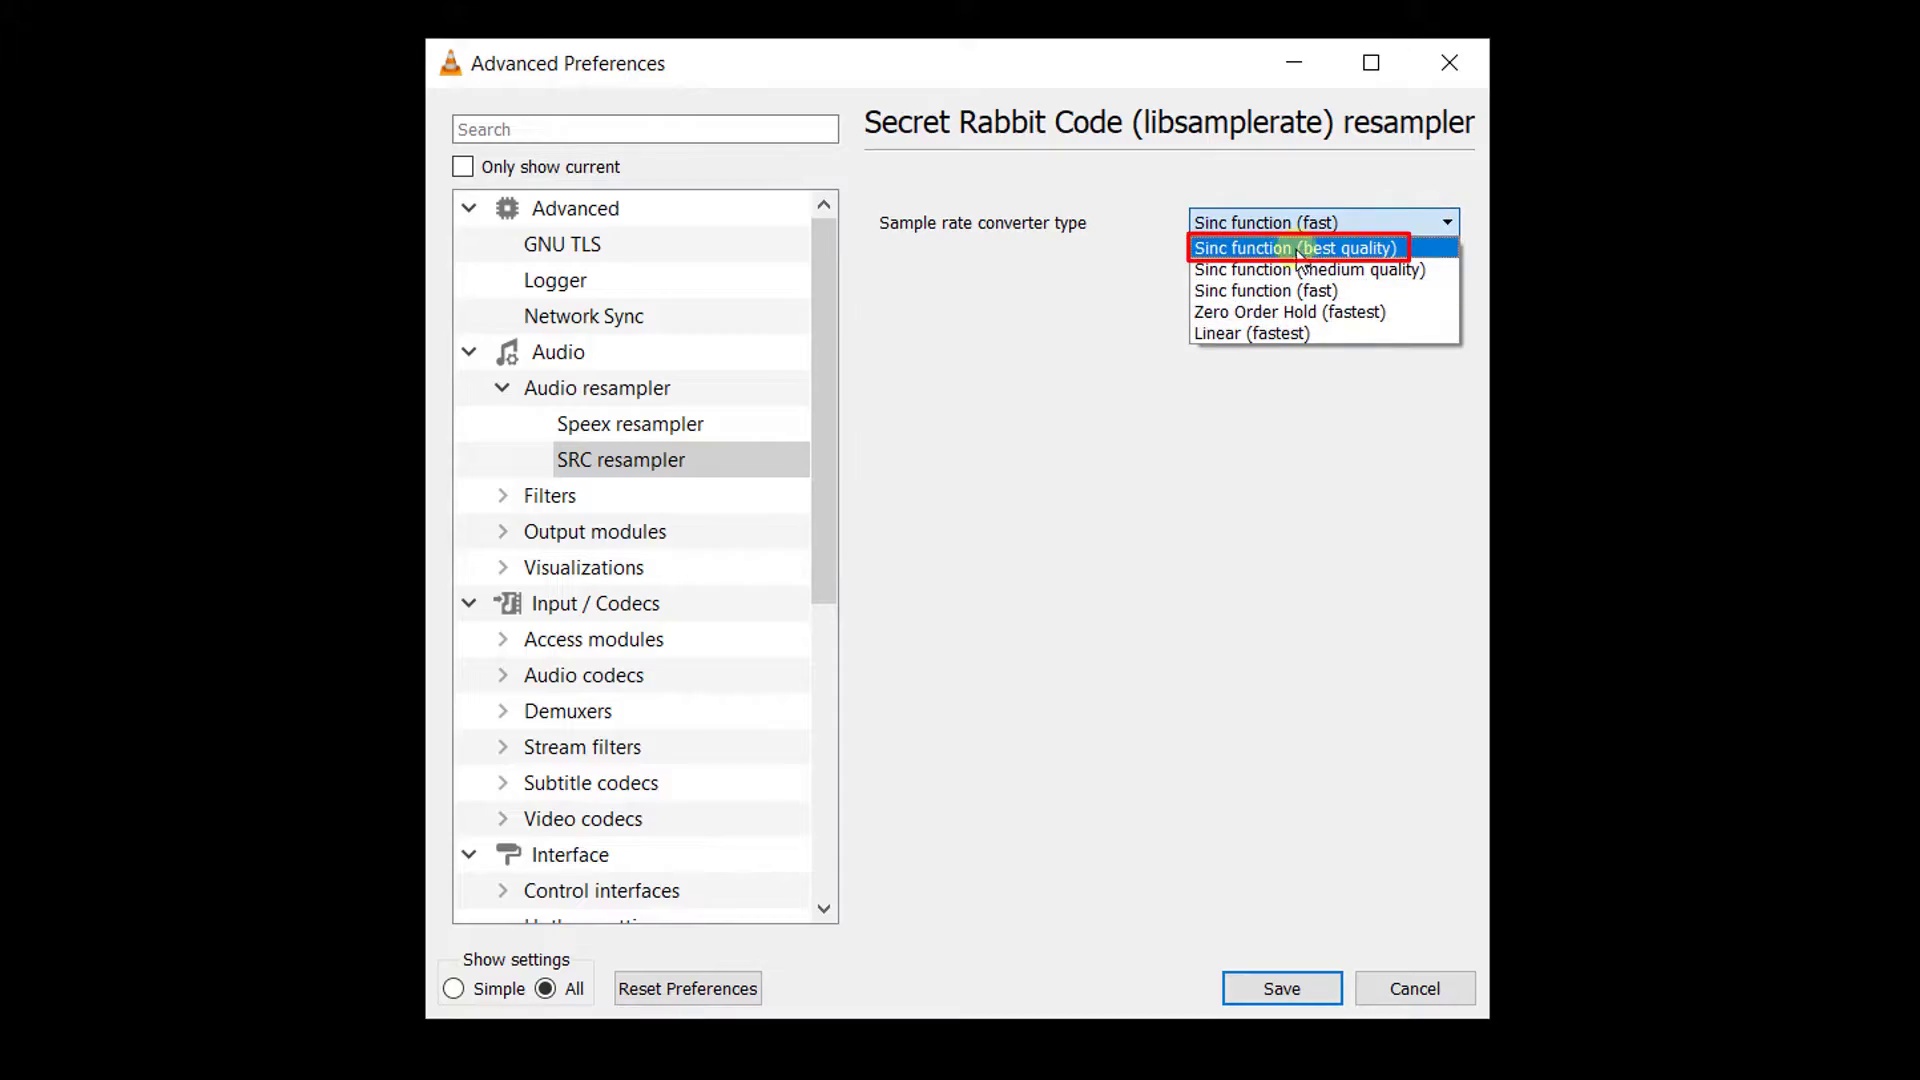 Advanced Preferences
Search
Only show current
Advanced
GNU TLS
Logger
Network Sync
Audio
Audio resampler
Speex resampler
SRC resampler
Filters
Output modules
Visualizations
Input / Codecs
Access modules
Audio codecs
Demuxers
Stream filters
Subtitle codecs
Video codecs
Interface
Control interfaces
Show settings
Simple
All
Reset Preferences
Secret Rabbit Code (libsamplerate) resampler
Sample rate converter type
Sinc function (fast)
Sinc function (best quality)
Sinc function (medium quality)
Sinc function (fast)
Zero Order Hold (fastest)
Linear (fastest)
Save
Cancel